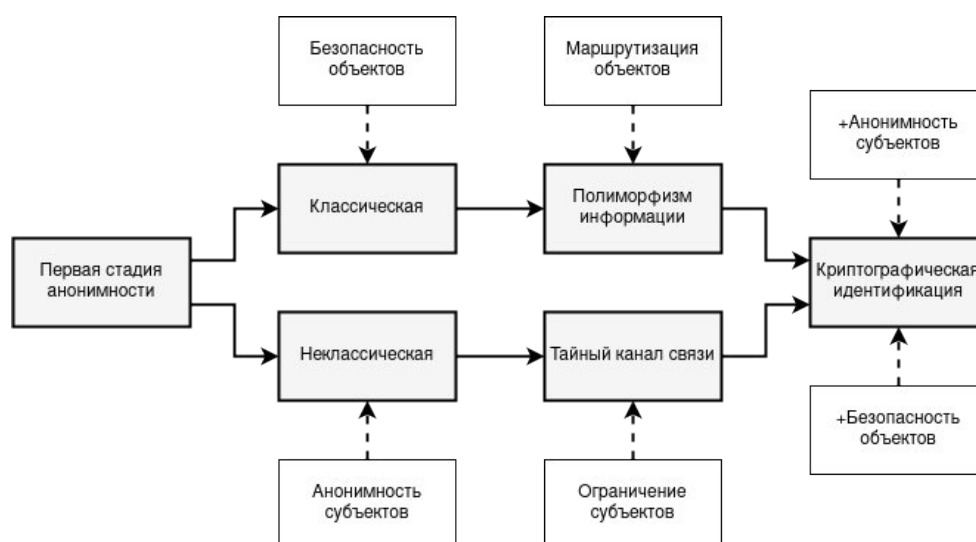 Безопасность
объектов
Маршрутизация
объектов
+Анонимность
субъектов
Классическая
Полиморфизм
информации
Первая стадия
анонимности
Криптографическая
идентификация
Неклассическая
Тайный канал связи
+Безопасность
объектов
Анонимность
субъектов
Ограничение
субъектов